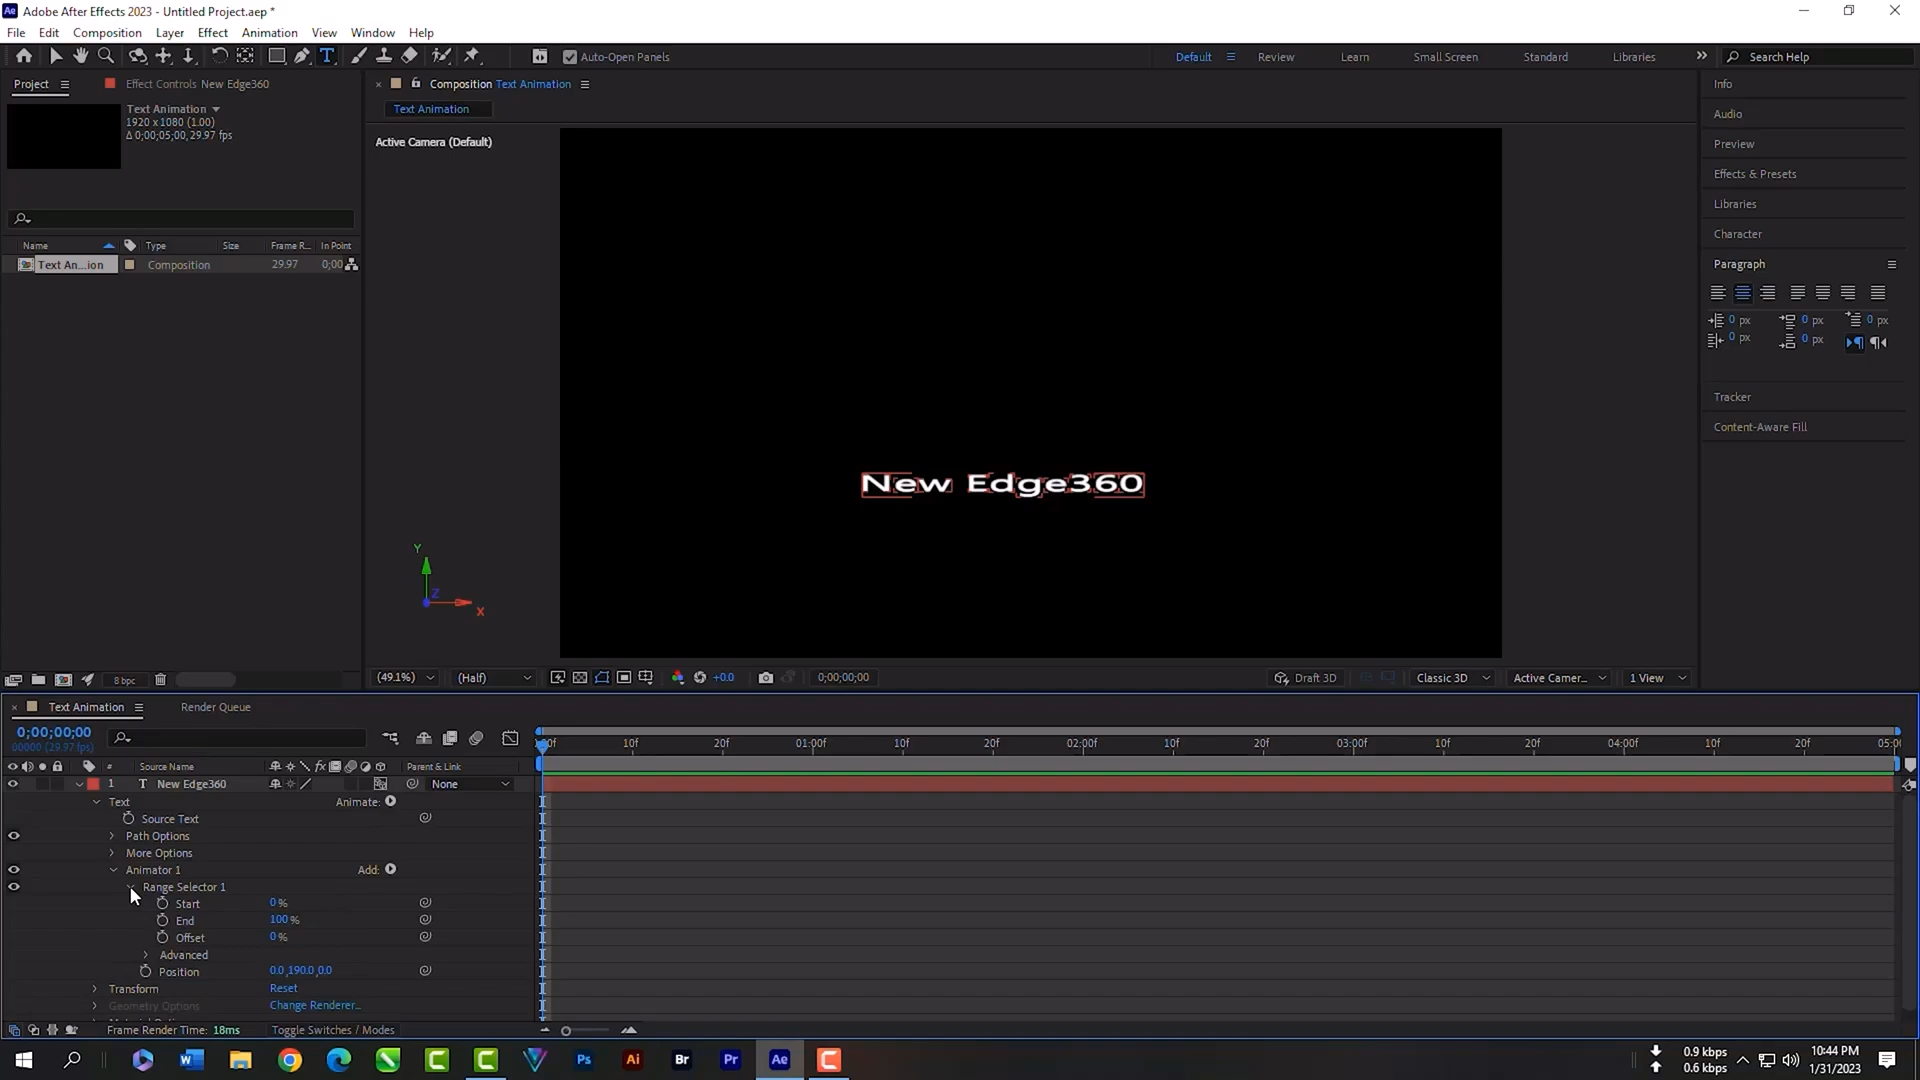 Adobe After Effects 2023 - Untitled Project.aep *
File Edit Composition Layer Effect Animation View Window Help
Auto-Open Panels
Default Review Learn Small Screen Standard Libraries
Search Help
Project Effect Controls New Edge360
Text Animation
1920 x 1080 (1.00)
Δ 0;00;05;00, 29.97 fps
Name Type Size Frame R... In Point
Text An...ion Composition 29.97 0;00
8 bpc
Composition Text Animation
Text Animation
Active Camera (Default)
New Edge360
Y
Z
X
(49.1%) (Half) +0.0 0;00;00;00 Draft 3D Classic 3D Active Camer... 1 View
Info
Audio
Preview
Effects & Presets
Libraries
Character
Paragraph
0 px 0 px 0 px
0 px 0 px
Tracker
Content-Aware Fill
Text Animation Render Queue
0;00;00;00
00000 (29.97 fps)
10f 20f 01:00f 10f 20f 02:00f 10f 20f 03:00f 10f 20f 04:00f 10f 20f
# Source Name fx Parent & Link
1 T New Edge360 None
Text Animate:
Source Text
Path Options
More Options
Animator 1 Add:
Range Selector 1
Start 0%
End 100%
Offset 0%
Advanced
Position 0.0,190.0,0.0
Transform Reset
Geometry Options Change Renderer...
Frame Render Time: 18ms Toggle Switches / Modes
Ps Ai Br Pr Ae
0.9 kbps
0.6 kbps
10:44 PM
1/31/2023